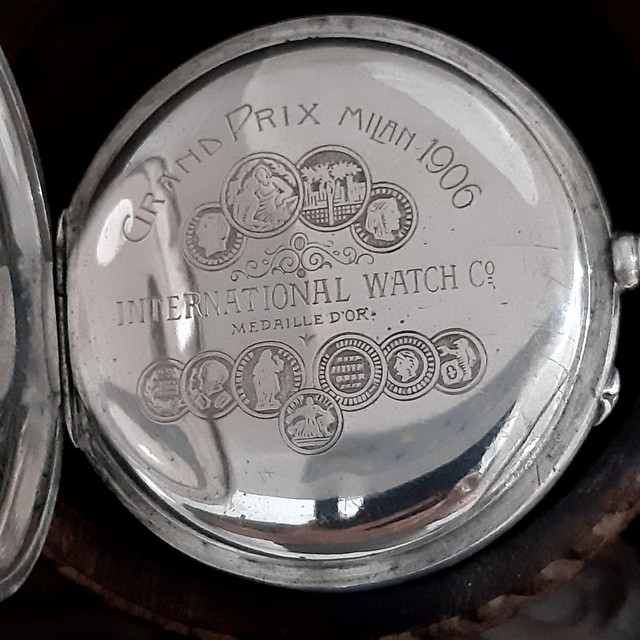 GRAND PRIX MILAN-1906
INTERNATIONAL WATCH Cº
MEDAILLE D'OR.